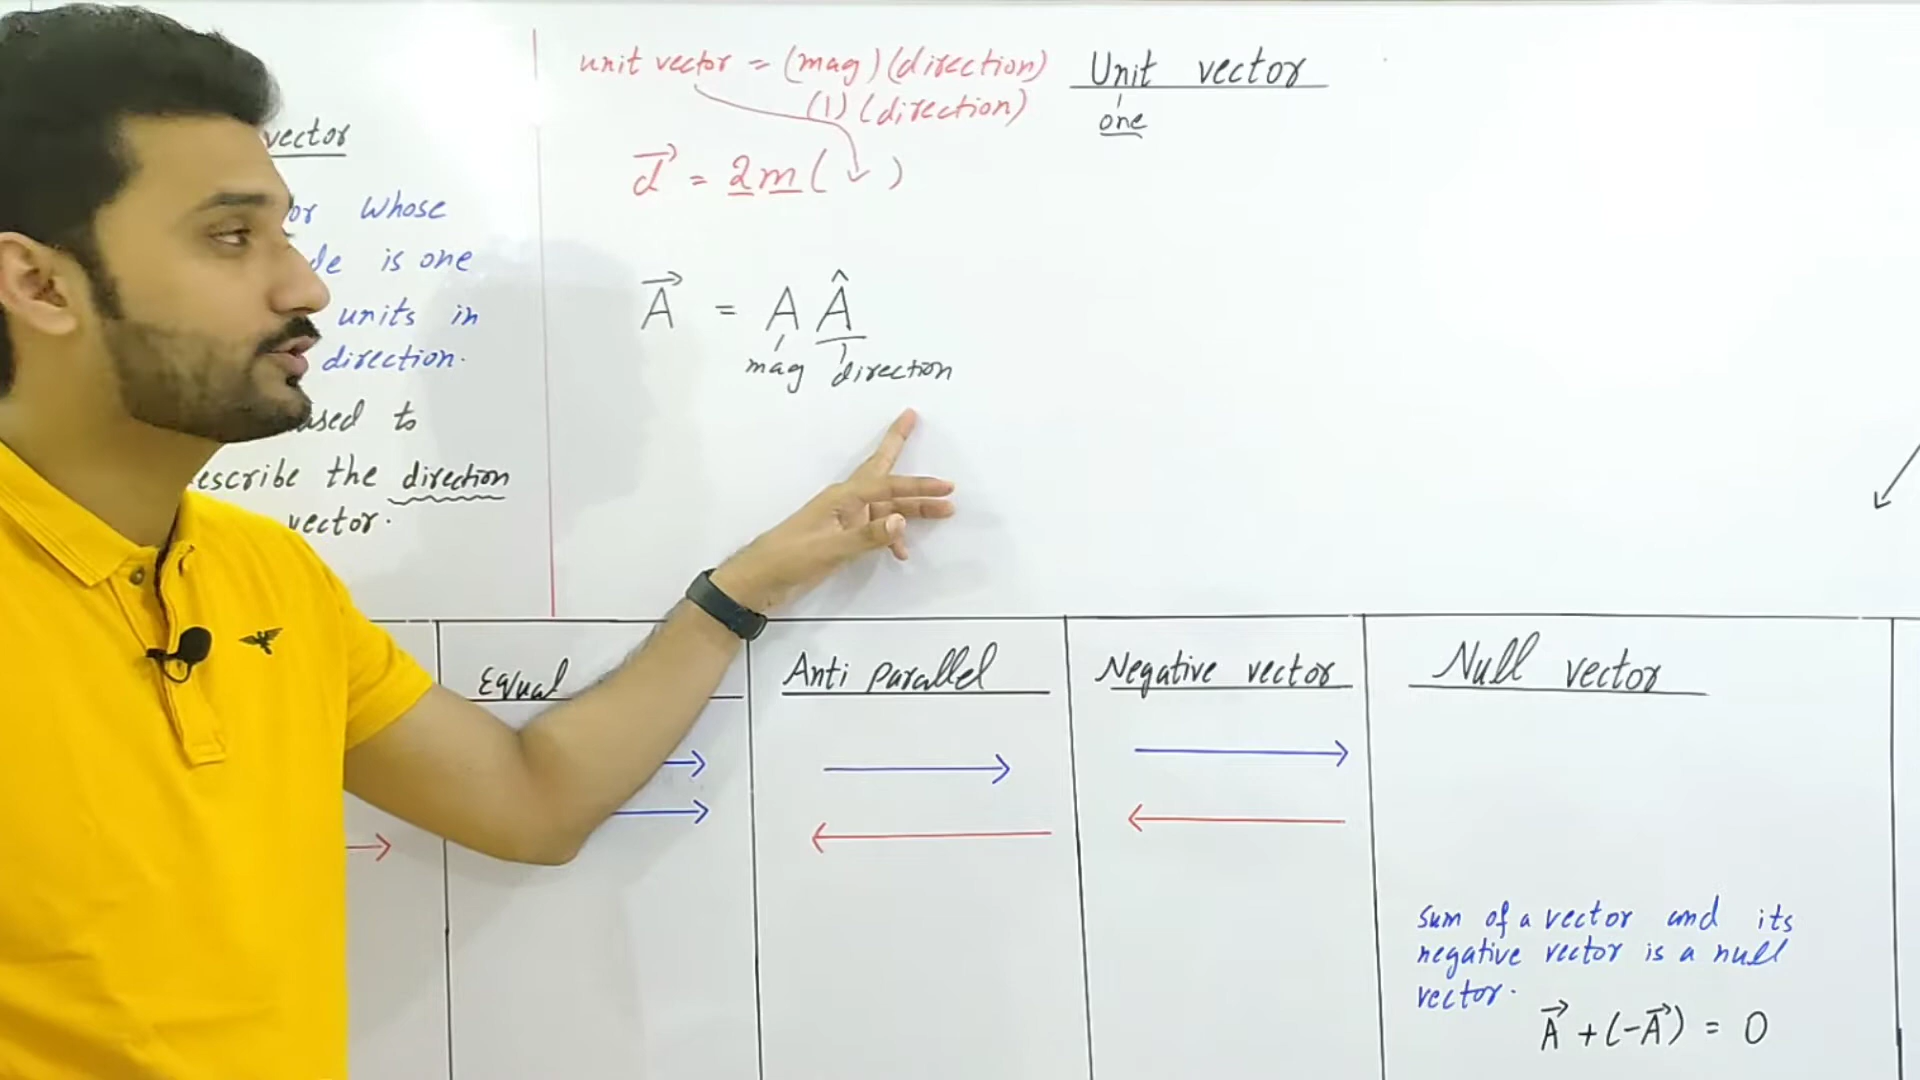 vector
or whose
is one
units in
direction.
used to
escribe the direction
vector.
unit vector = (mag) (direction)
(1) (direction)
d⃗ = 2m ( )
A⃗ = A Â
mag direction
Unit vector
one
Equal
Anti parallel
Negative vector
Null vector
sum of a vector and its
negative vector is a null
vector.
A⃗ + (-A⃗) = 0